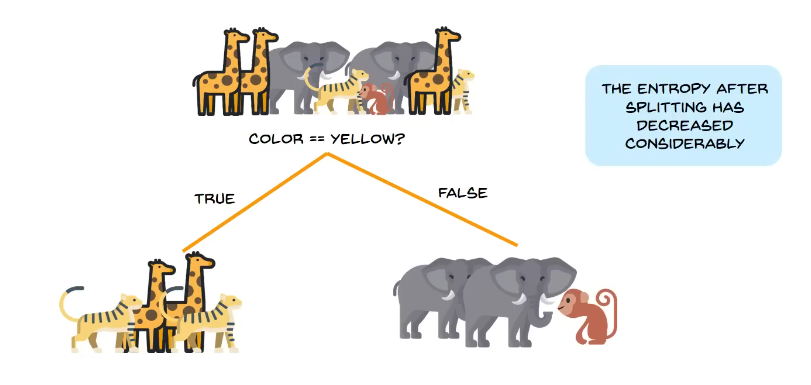 COLOR == YELLOW?
TRUE
FALSE
THE ENTROPY AFTER
SPLITTING HAS
DECREASED
CONSIDERABLY